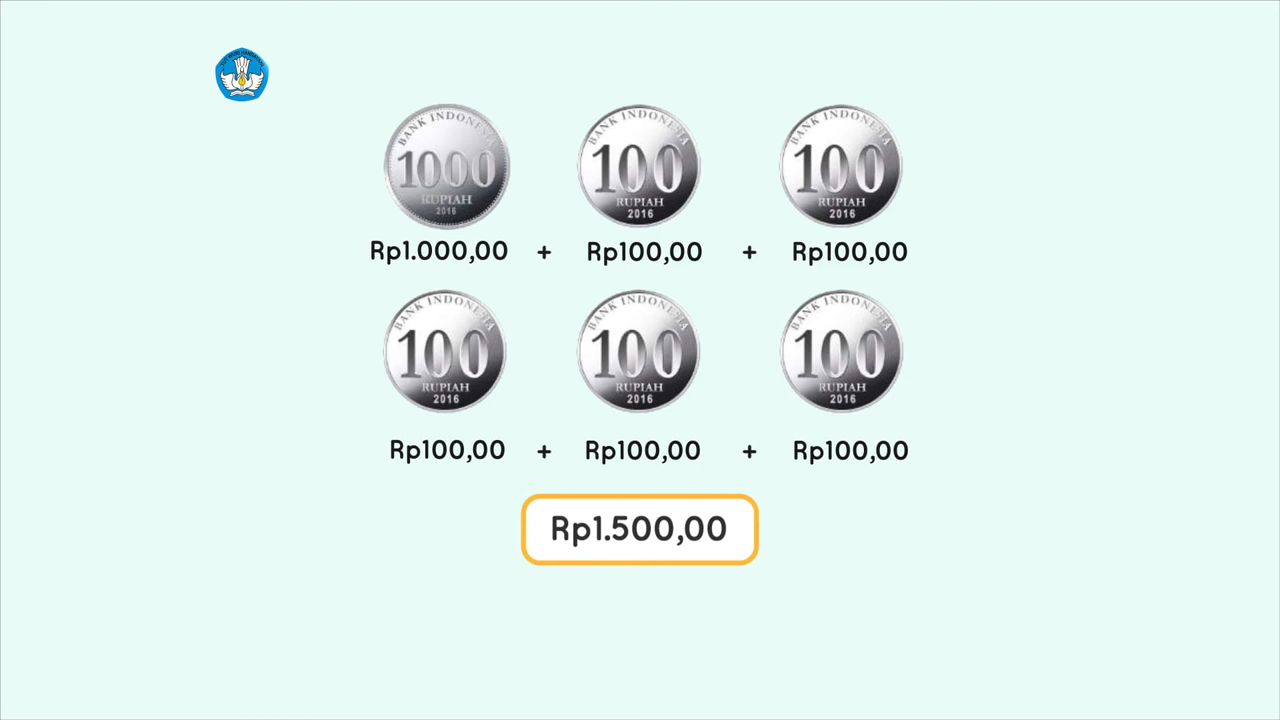 BANK INDONESIA BANK INDONESIA BANK INDONESIA
1000 100 100
RUPIAH RUPIAH RUPIAH
2016 2016 2016
Rp1.000,00 + Rp100,00 + Rp100,00
BANK INDONESIA BANK INDONESIA BANK INDONESIA
100 100 100
RUPIAH RUPIAH RUPIAH
2016 2016 2016
Rp100,00 + Rp100,00 + Rp100,00
Rp1.500,00